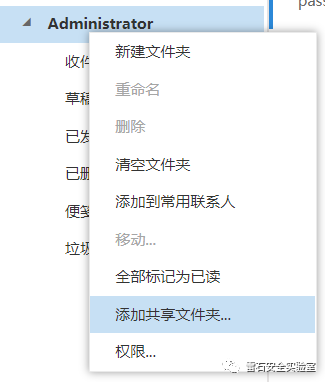 Administrator
pass
新建文件夹
收件
重命名
草稿
删除
已发
清空文件夹
已删
添加到常用联系人
便笺
移动...
垃圾
全部标记为已读
添加共享文件夹...
权限...
雷石安全实验室